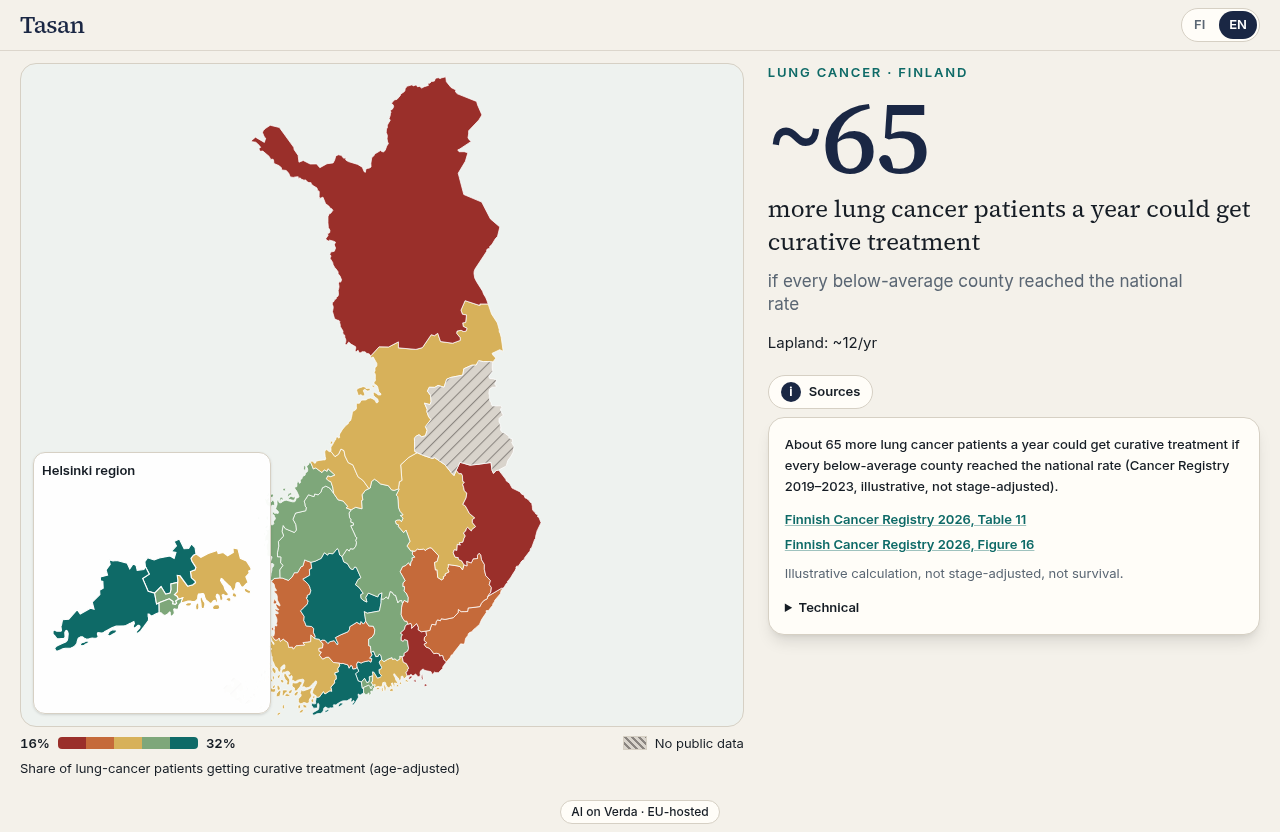 Tasan
FI
EN
LUNG CANCER · FINLAND
~65
more lung cancer patients a year could get
curative treatment
if every below-average county reached the national
rate
Lapland: ~12/yr
i
Sources
About 65 more lung cancer patients a year could get curative treatment if
every below-average county reached the national rate (Cancer Registry
2019–2023, illustrative, not stage-adjusted).
Finnish Cancer Registry 2026, Table 11
Finnish Cancer Registry 2026, Figure 16
Illustrative calculation, not stage-adjusted, not survival.
Technical
Helsinki region
16%
32%
No public data
Share of lung-cancer patients getting curative treatment (age-adjusted)
AI on Verda · EU-hosted